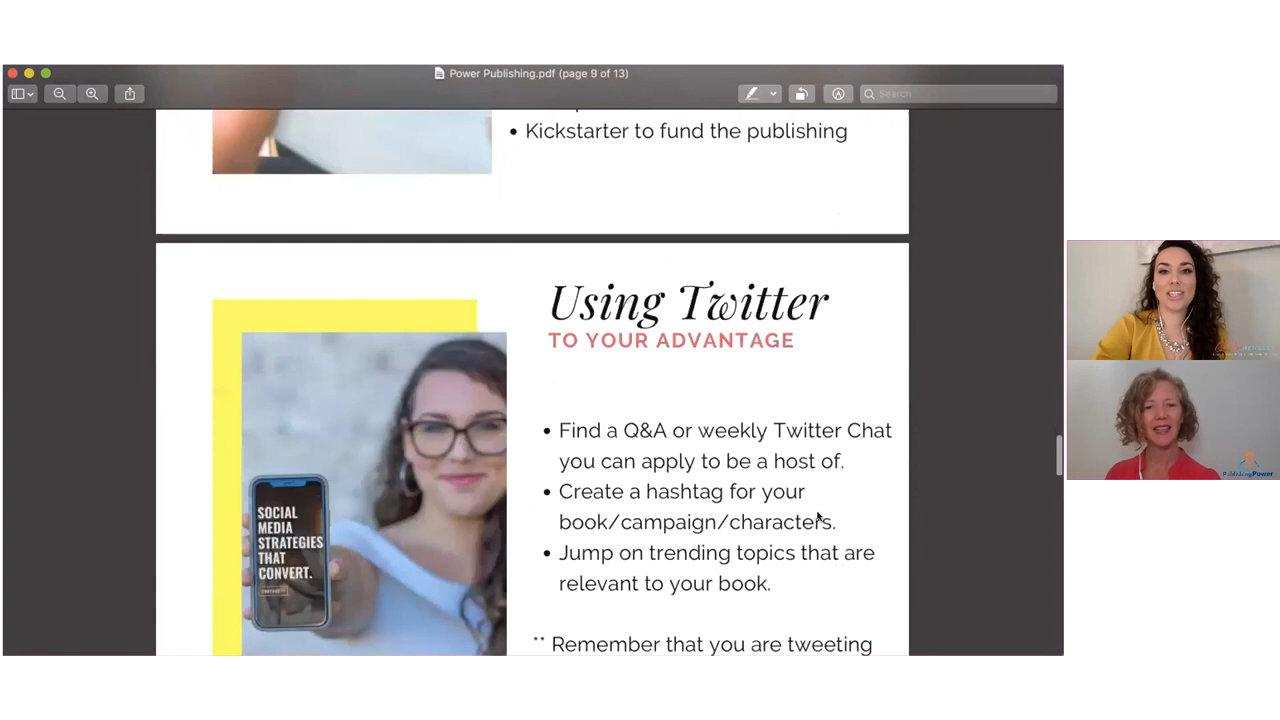 Power Publishing.pdf (page 9 of 13)
Search
• Kickstarter to fund the publishing
Using Twitter
TO YOUR ADVANTAGE
• Find a Q&A or weekly Twitter Chat
you can apply to be a host of.
• Create a hashtag for your
book/campaign/characters.
• Jump on trending topics that are
relevant to your book.
** Remember that you are tweeting
SOCIAL
MEDIA
STRATEGIES
THAT
CONVERT.
PublishingPower